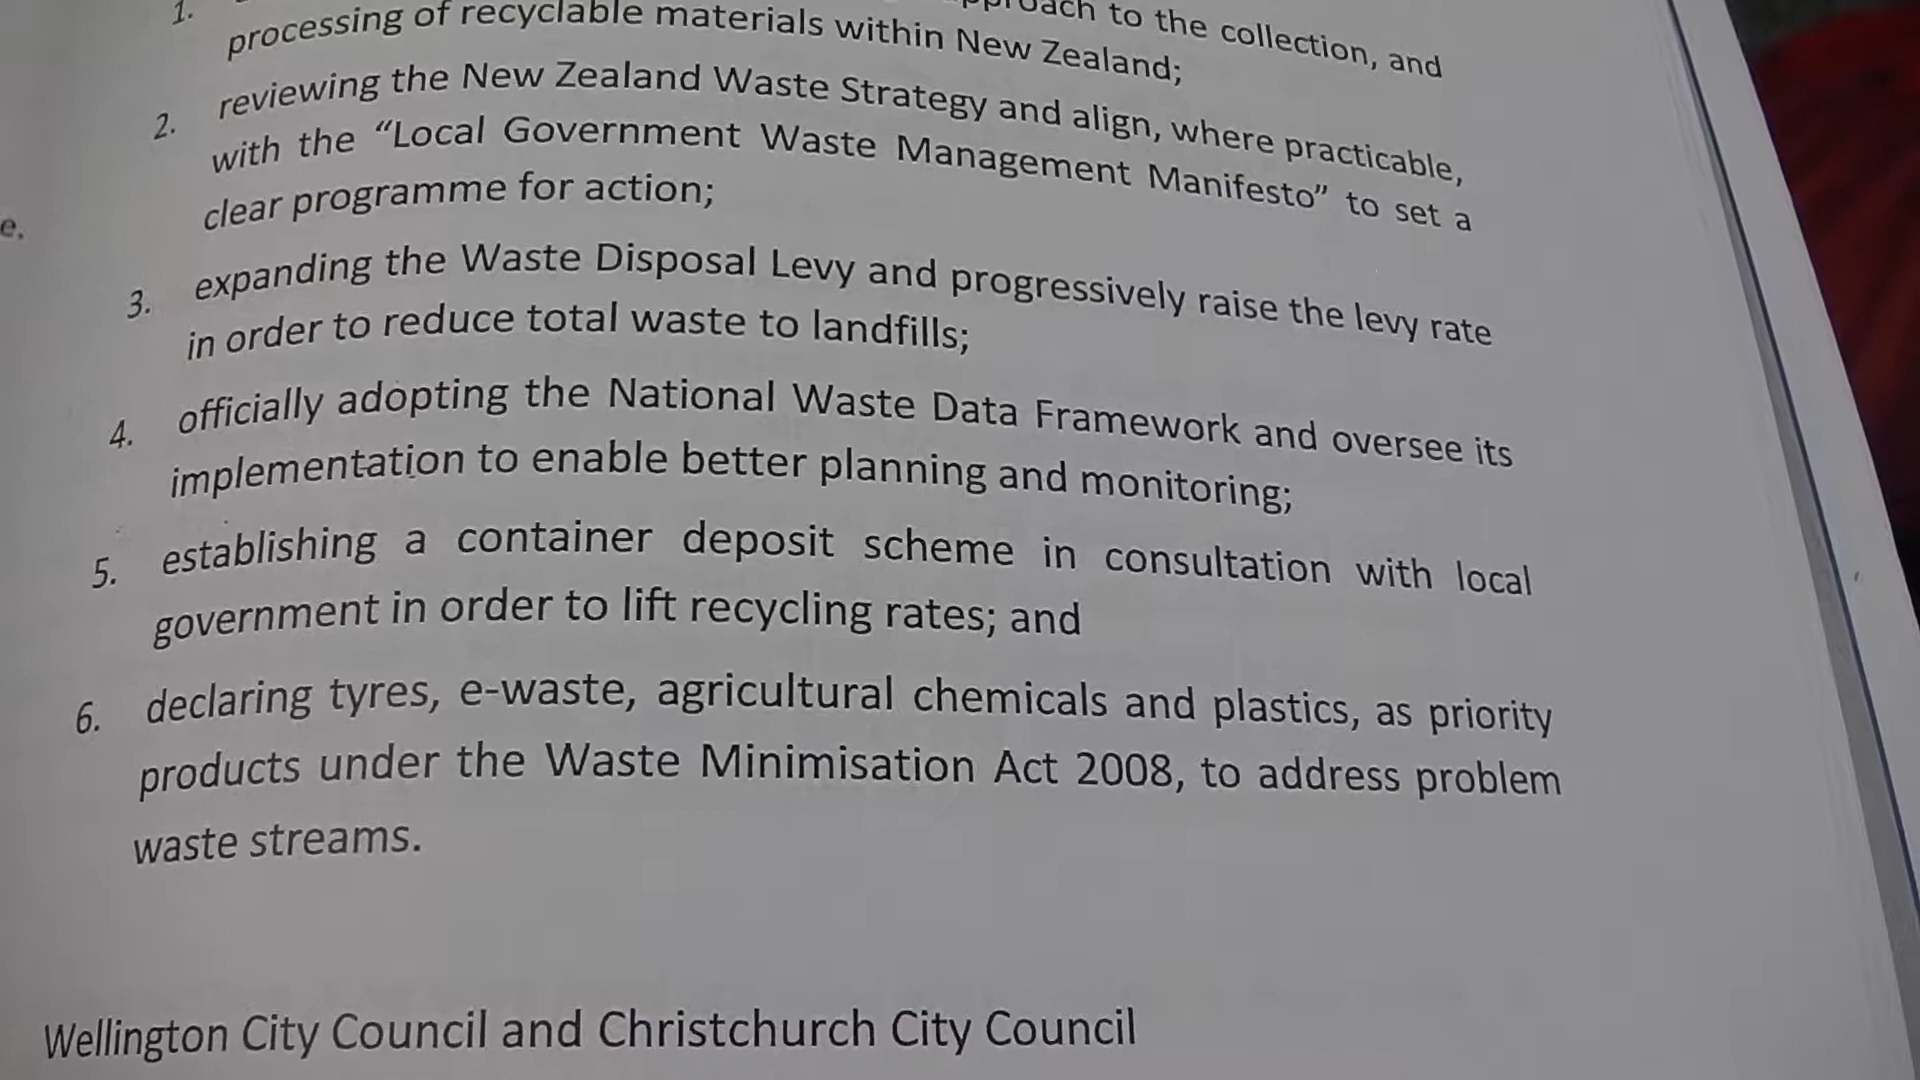 1. to the collection, and
processing of recyclable materials within New Zealand;
2. reviewing the New Zealand Waste Strategy and align, where practicable,
with the “Local Government Waste Management Manifesto” to set a
clear programme for action;
e.
3. expanding the Waste Disposal Levy and progressively raise the levy rate
in order to reduce total waste to landfills;
4. officially adopting the National Waste Data Framework and oversee its
implementation to enable better planning and monitoring;
5. establishing a container deposit scheme in consultation with local
government in order to lift recycling rates; and
6. declaring tyres, e-waste, agricultural chemicals and plastics, as priority
products under the Waste Minimisation Act 2008, to address problem
waste streams.
Wellington City Council and Christchurch City Council